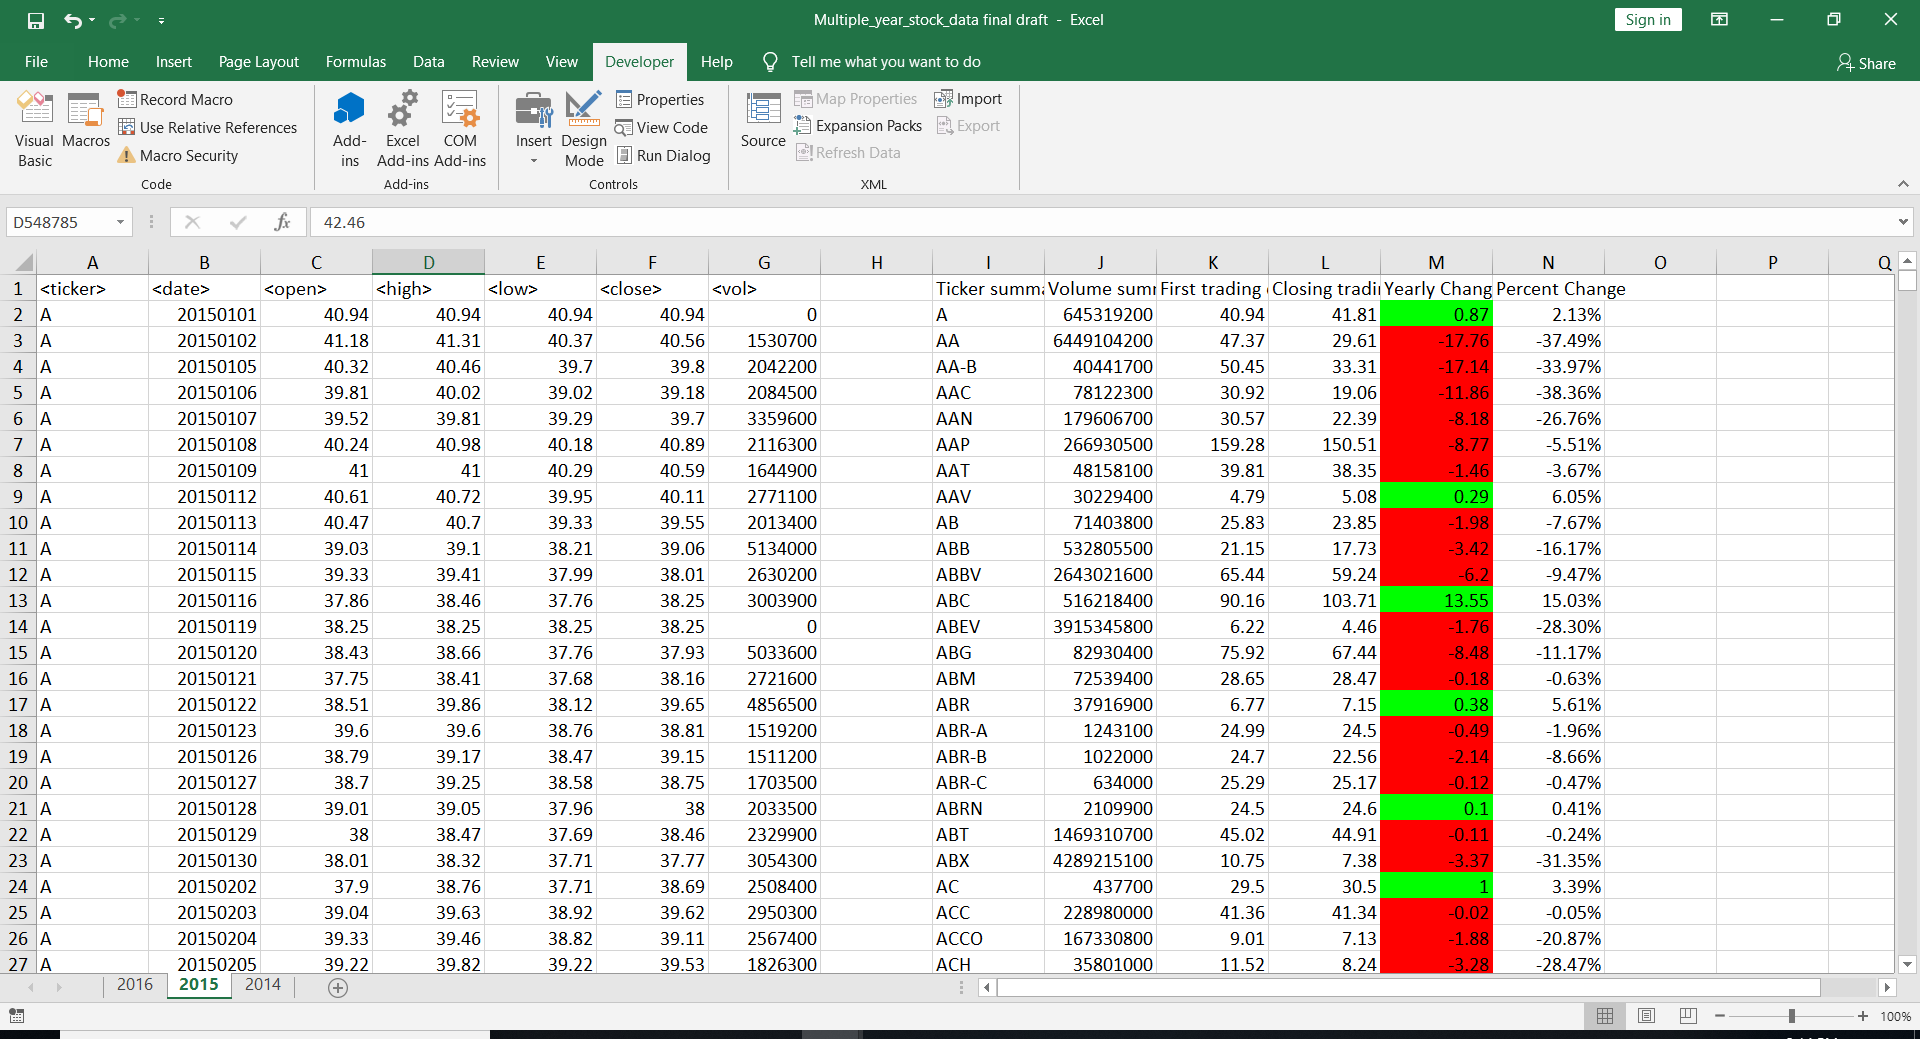 Multiple_year_stock_data final draft - Excel
Sign in
File Home Insert Page Layout Formulas Data Review View Developer Help Tell me what you want to do Share
Visual Basic
Macros
Record Macro
Use Relative References
Macro Security
Code
Add-ins
Excel Add-ins
COM Add-ins
Add-ins
Insert
Design Mode
Properties
View Code
Run Dialog
Controls
Source
Map Properties
Expansion Packs
Refresh Data
Import
Export
XML
D548785 fx 42.46
A B C D E F G H I J K L M N O P Q
1 <ticker> <date> <open> <high> <low> <close> <vol> Ticker summa Volume sumr First trading Closing tradi Yearly Chang Percent Change
2 A 20150101 40.94 40.94 40.94 40.94 0 A 645319200 40.94 41.81 0.87 2.13%
3 A 20150102 41.18 41.31 40.37 40.56 1530700 AA 6449104200 47.37 29.61 -17.76 -37.49%
4 A 20150105 40.32 40.46 39.7 39.8 2042200 AA-B 40441700 50.45 33.31 -17.14 -33.97%
5 A 20150106 39.81 40.02 39.02 39.18 2084500 AAC 78122300 30.92 19.06 -11.86 -38.36%
6 A 20150107 39.52 39.81 39.29 39.7 3359600 AAN 179606700 30.57 22.39 -8.18 -26.76%
7 A 20150108 40.24 40.98 40.18 40.89 2116300 AAP 266930500 159.28 150.51 -8.77 -5.51%
8 A 20150109 41 41 40.29 40.59 1644900 AAT 48158100 39.81 38.35 -1.46 -3.67%
9 A 20150112 40.61 40.72 39.95 40.11 2771100 AAV 30229400 4.79 5.08 0.29 6.05%
10 A 20150113 40.47 40.7 39.33 39.55 2013400 AB 71403800 25.83 23.85 -1.98 -7.67%
11 A 20150114 39.03 39.1 38.21 39.06 5134000 ABB 532805500 21.15 17.73 -3.42 -16.17%
12 A 20150115 39.33 39.41 37.99 38.01 2630200 ABBV 2643021600 65.44 59.24 -6.2 -9.47%
13 A 20150116 37.86 38.46 37.76 38.25 3003900 ABC 516218400 90.16 103.71 13.55 15.03%
14 A 20150119 38.25 38.25 38.25 38.25 0 ABEV 3915345800 6.22 4.46 -1.76 -28.30%
15 A 20150120 38.43 38.66 37.76 37.93 5033600 ABG 82930400 75.92 67.44 -8.48 -11.17%
16 A 20150121 37.75 38.41 37.68 38.16 2721600 ABM 72539400 28.65 28.47 -0.18 -0.63%
17 A 20150122 38.51 39.86 38.12 39.65 4856500 ABR 37916900 6.77 7.15 0.38 5.61%
18 A 20150123 39.6 39.6 38.76 38.81 1519200 ABR-A 1243100 24.99 24.5 -0.49 -1.96%
19 A 20150126 38.79 39.17 38.47 39.15 1511200 ABR-B 1022000 24.7 22.56 -2.14 -8.66%
20 A 20150127 38.7 39.25 38.58 38.75 1703500 ABR-C 634000 25.29 25.17 -0.12 -0.47%
21 A 20150128 39.01 39.05 37.96 38 2033500 ABRN 2109900 24.5 24.6 0.1 0.41%
22 A 20150129 38 38.47 37.69 38.46 2329900 ABT 1469310700 45.02 44.91 -0.11 -0.24%
23 A 20150130 38.01 38.32 37.71 37.77 3054300 ABX 4289215100 10.75 7.38 -3.37 -31.35%
24 A 20150202 37.9 38.76 37.71 38.69 2508400 AC 437700 29.5 30.5 1 3.39%
25 A 20150203 39.04 39.63 38.92 39.62 2950300 ACC 228980000 41.36 41.34 -0.02 -0.05%
26 A 20150204 39.33 39.46 38.82 39.11 2567400 ACCO 167330800 9.01 7.13 -1.88 -20.87%
27 A 20150205 39.22 39.82 39.22 39.53 1826300 ACH 35801000 11.52 8.24 -3.28 -28.47%
2016 2015 2014
100%